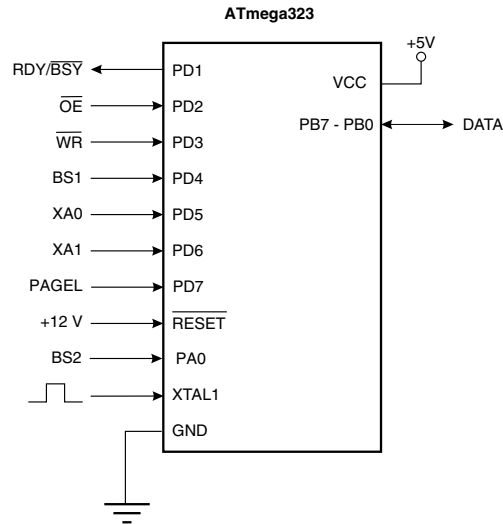 ATmega323
+5V
RDY/BSY PD1
VCC
OE PD2
PB7 - PB0 DATA
WR PD3
BS1 PD4
XA0 PD5
XA1 PD6
PAGEL PD7
+12 V RESET
BS2 PA0
XTAL1
GND